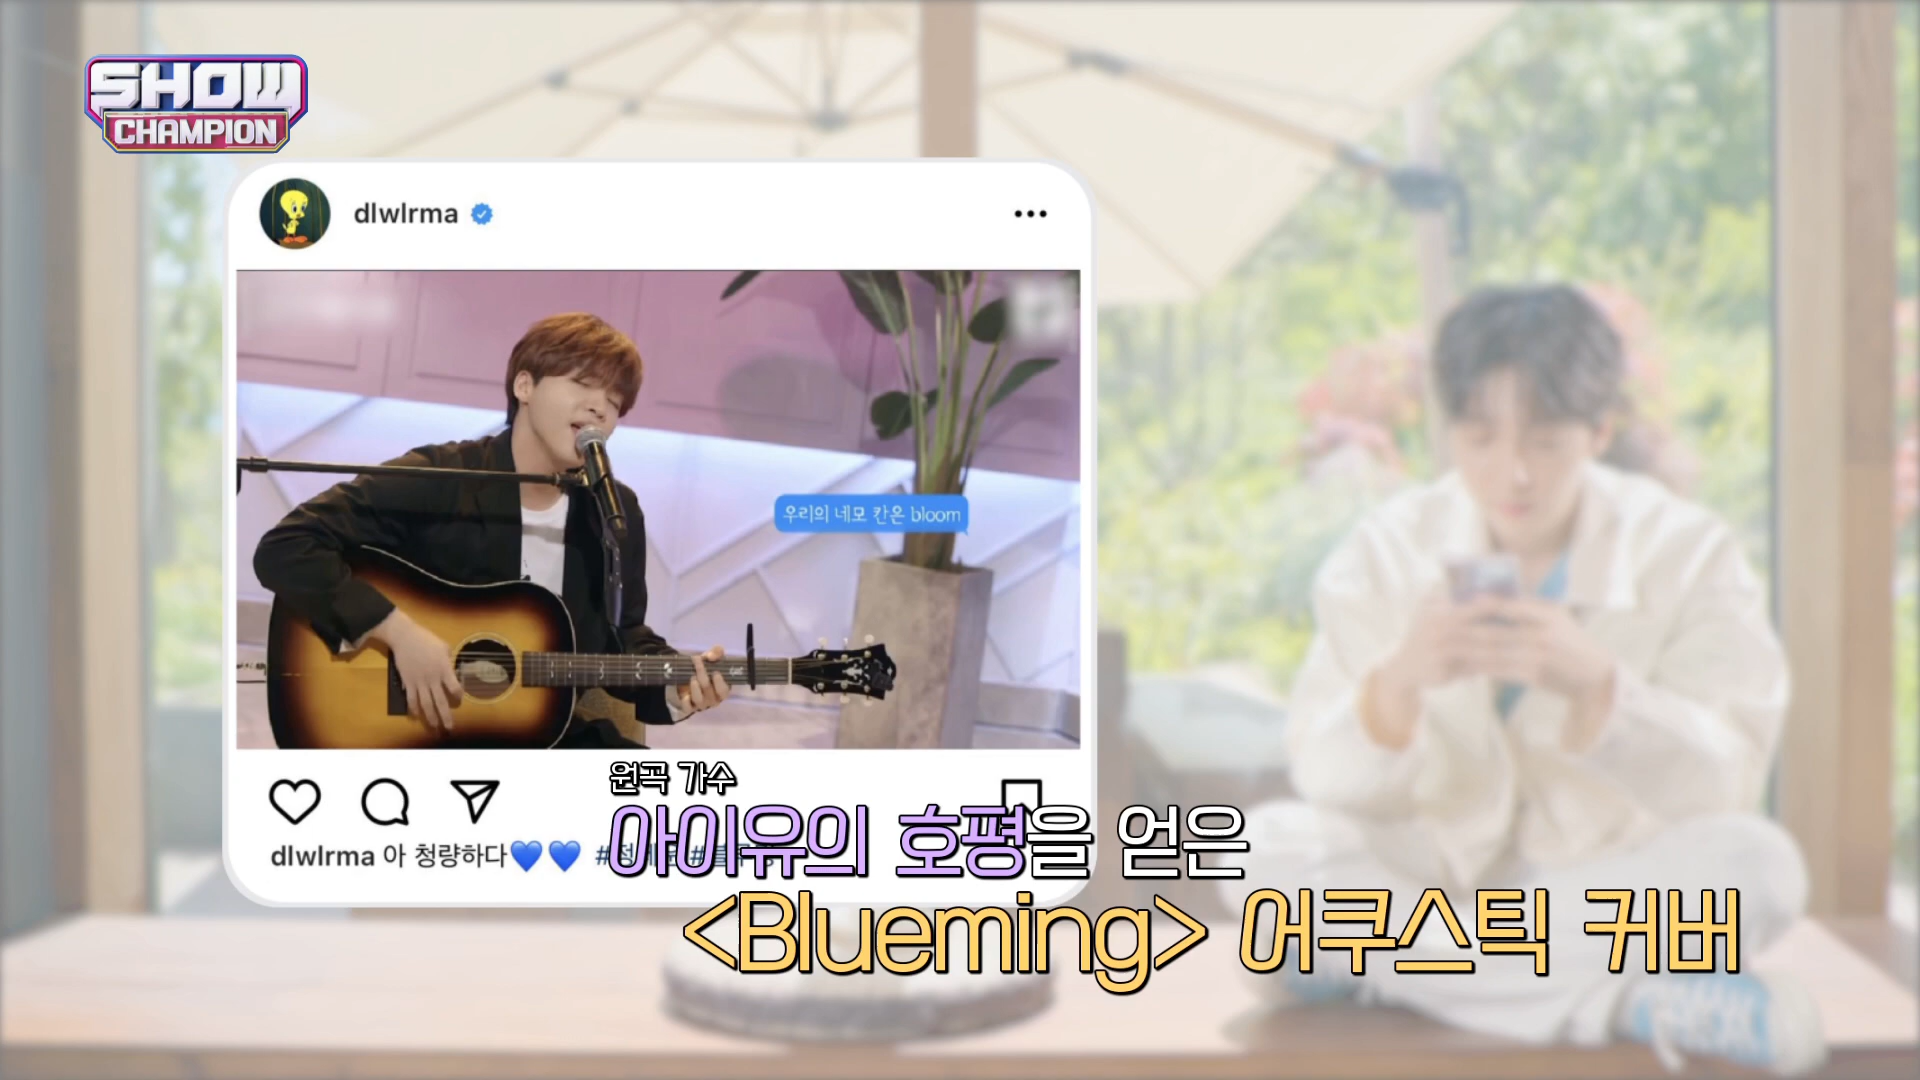 SHOW
CHAMPION
dlwlrma
우리의 네모 칸은 bloom
원곡 가수
dlwlrma 아 청량하다💙💙
아이유의 호평을 얻은
<Blueming> 어쿠스틱 커버